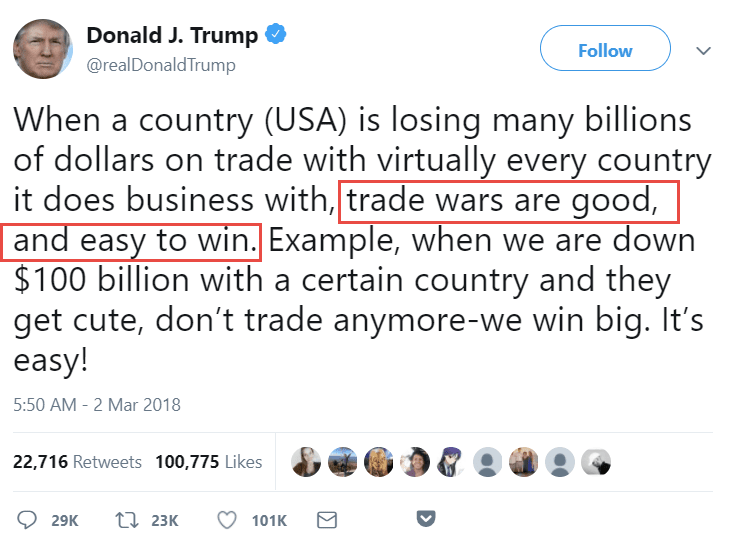 Donald J. Trump
@realDonaldTrump
Follow
When a country (USA) is losing many billions
of dollars on trade with virtually every country
it does business with, trade wars are good,
and easy to win. Example, when we are down
$100 billion with a certain country and they
get cute, don’t trade anymore-we win big. It’s
easy!
5:50 AM - 2 Mar 2018
22,716 Retweets 100,775 Likes
29K 23K 101K